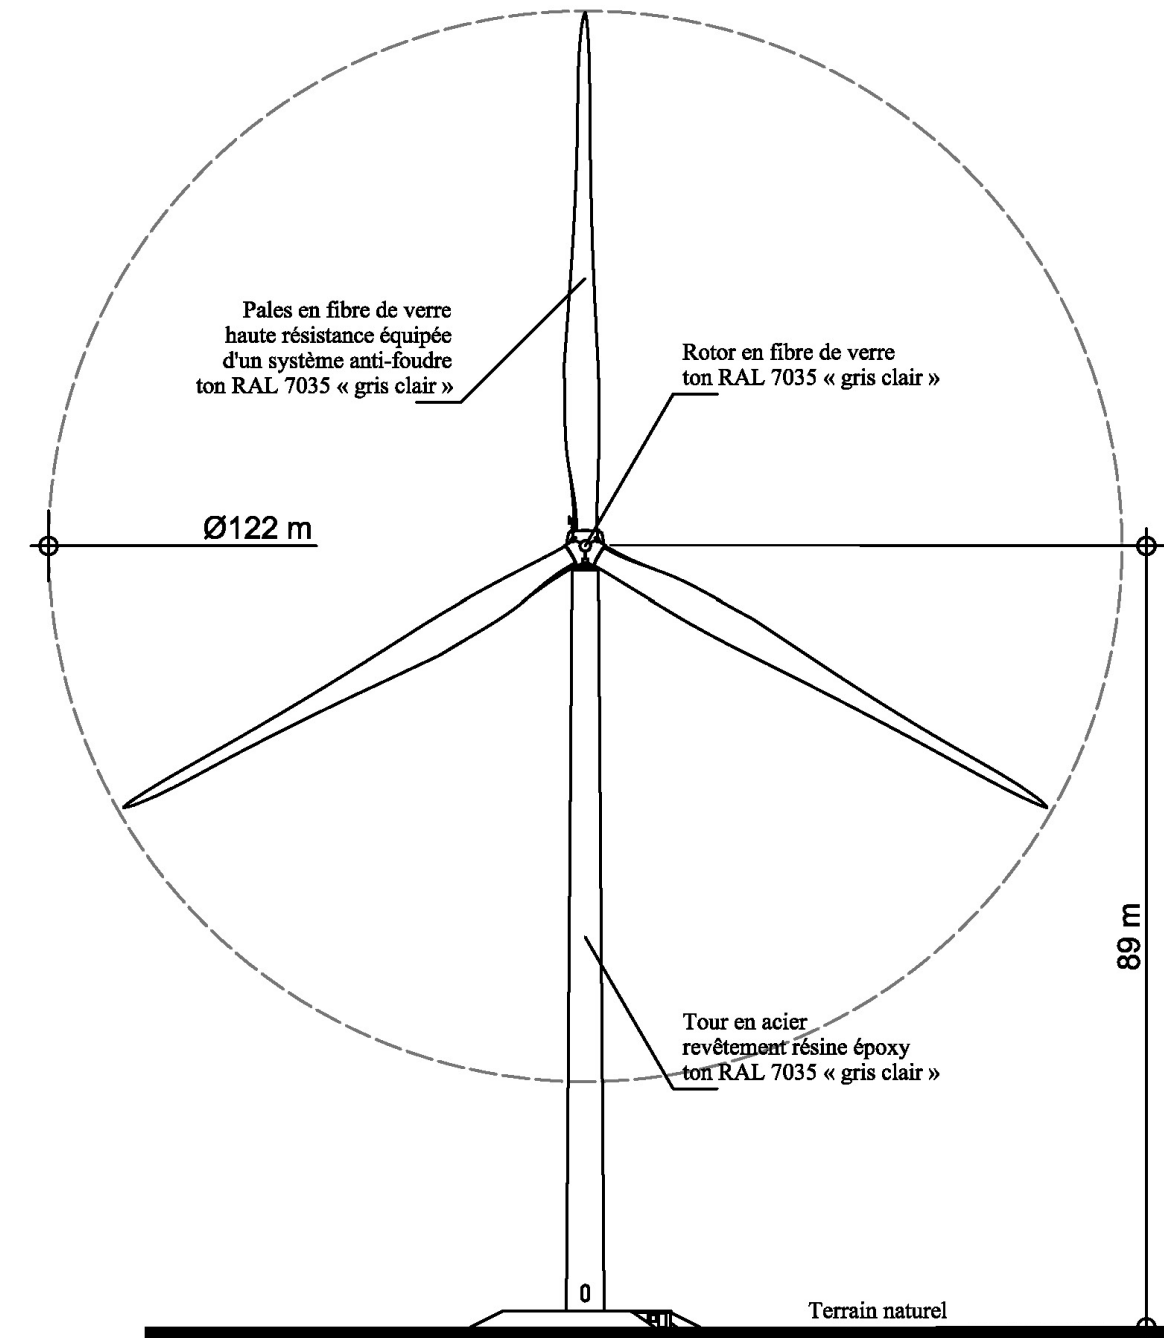 Pales en fibre de verre
haute résistance équipée
d'un système anti-foudre
ton RAL 7035 « gris clair »
Rotor en fibre de verre
ton RAL 7035 « gris clair »
Ø122 m
89 m
Tour en acier
revêtement résine époxy
ton RAL 7035 « gris clair »
Terrain naturel